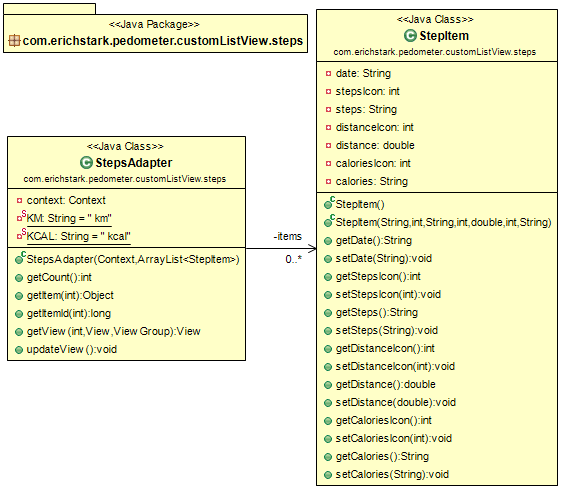 <<Java Package>>
com.erichstark.pedometer.customListView.steps
<<Java Class>>
StepsAdapter
com.erichstark.pedometer.customListView.steps
context: Context
S KM: String = " km"
S KCAL: String = " kcal"
C StepsAdapter(Context,ArrayList<StepItem>)
getCount():int
getItem(int):Object
getItemId(int):long
getView(int,View,ViewGroup):View
updateView():void
-items
0..*
<<Java Class>>
C StepItem
com.erichstark.pedometer.customListView.steps
date: String
stepsIcon: int
steps: String
distanceIcon: int
distance: double
caloriesIcon: int
calories: String
C StepItem()
C StepItem(String,int,String,int,double,int,String)
getDate():String
setDate(String):void
getStepsIcon():int
setStepsIcon(int):void
getSteps():String
setSteps(String):void
getDistanceIcon():int
setDistanceIcon(int):void
getDistance():double
setDistance(double):void
getCaloriesIcon():int
setCaloriesIcon(int):void
getCalories():String
setCalories(String):void